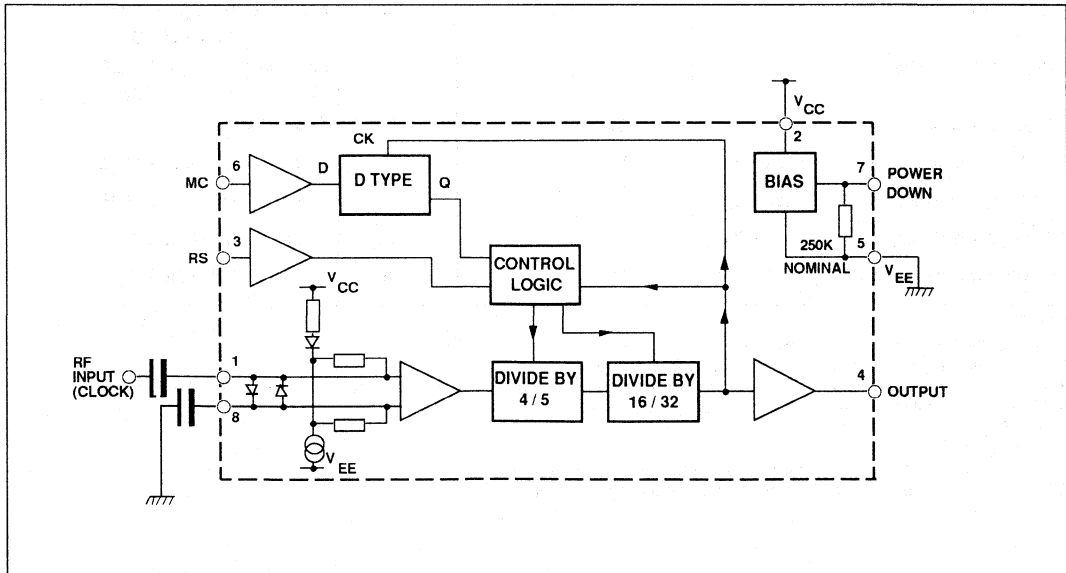 V
CC
2
CK
MC
6
D
D TYPE
Q
BIAS
7
POWER
DOWN
RS
3
250K
NOMINAL
5
V
EE
CONTROL
LOGIC
V
CC
RF
INPUT
(CLOCK)
1
8
DIVIDE BY
4 / 5
DIVIDE BY
16 / 32
4
OUTPUT
V
EE